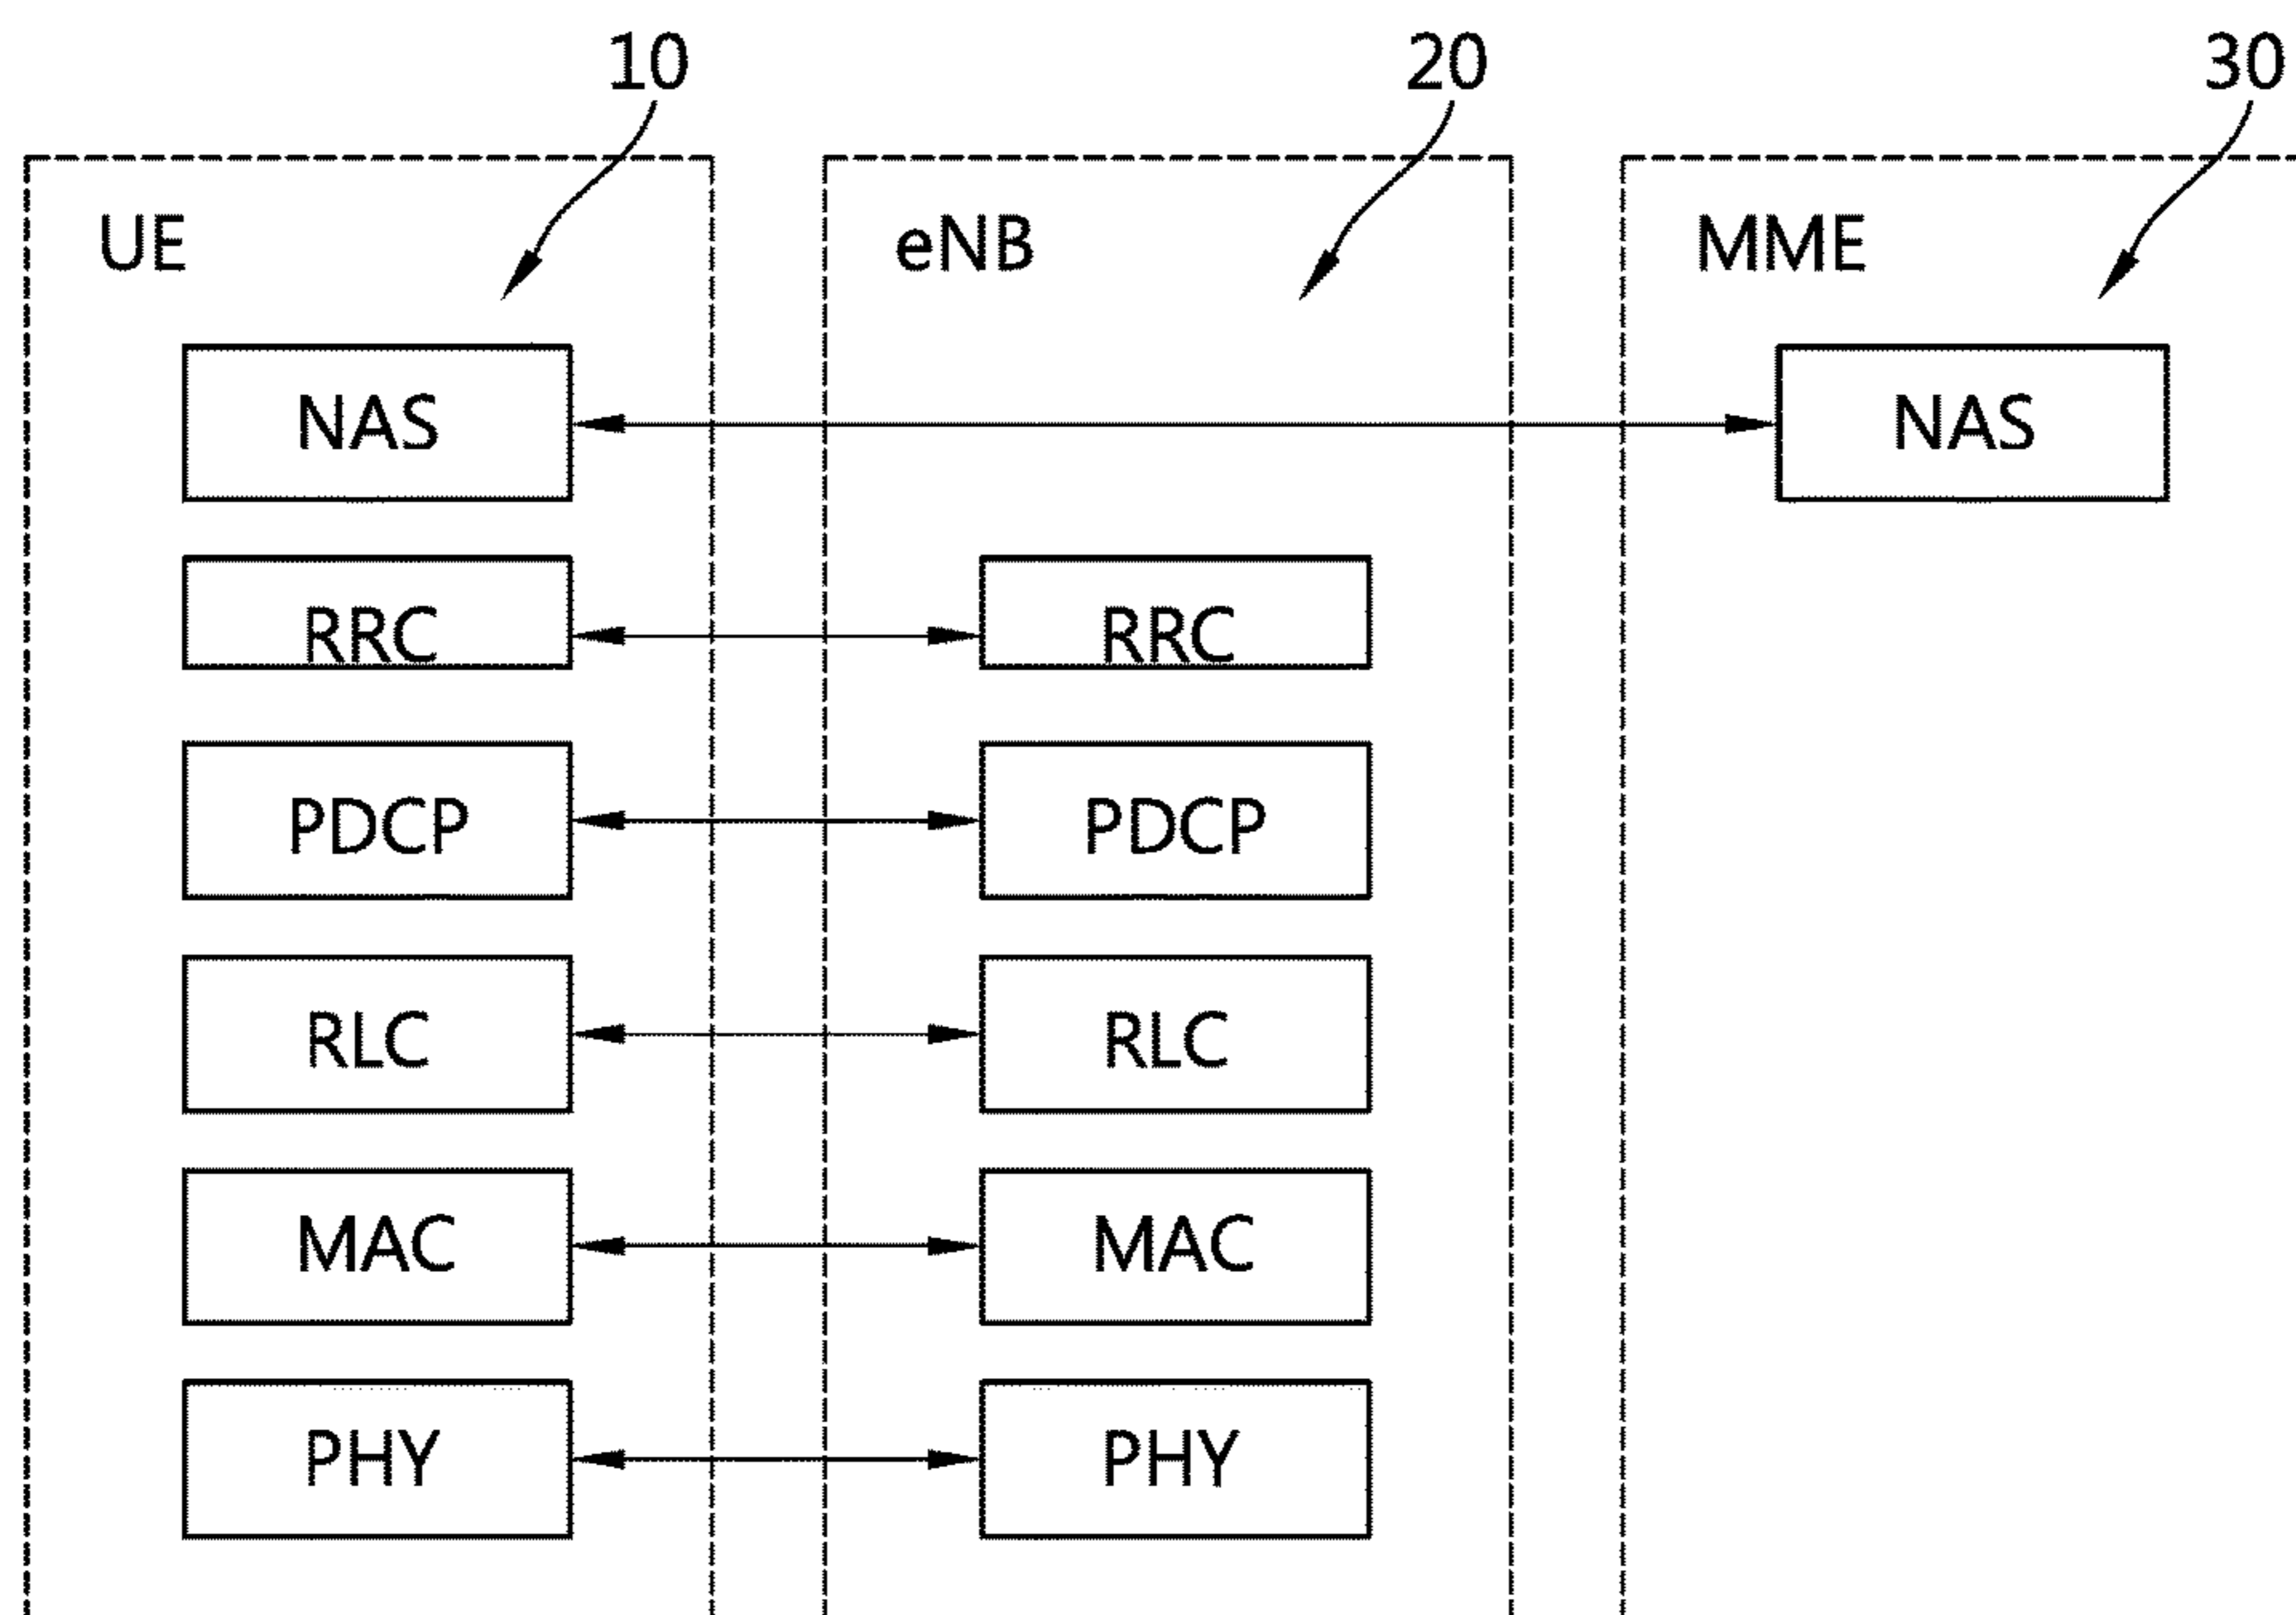 10 20 30
UE eNB MME
NAS NAS
RRC RRC
PDCP PDCP
RLC RLC
MAC MAC
PHY PHY